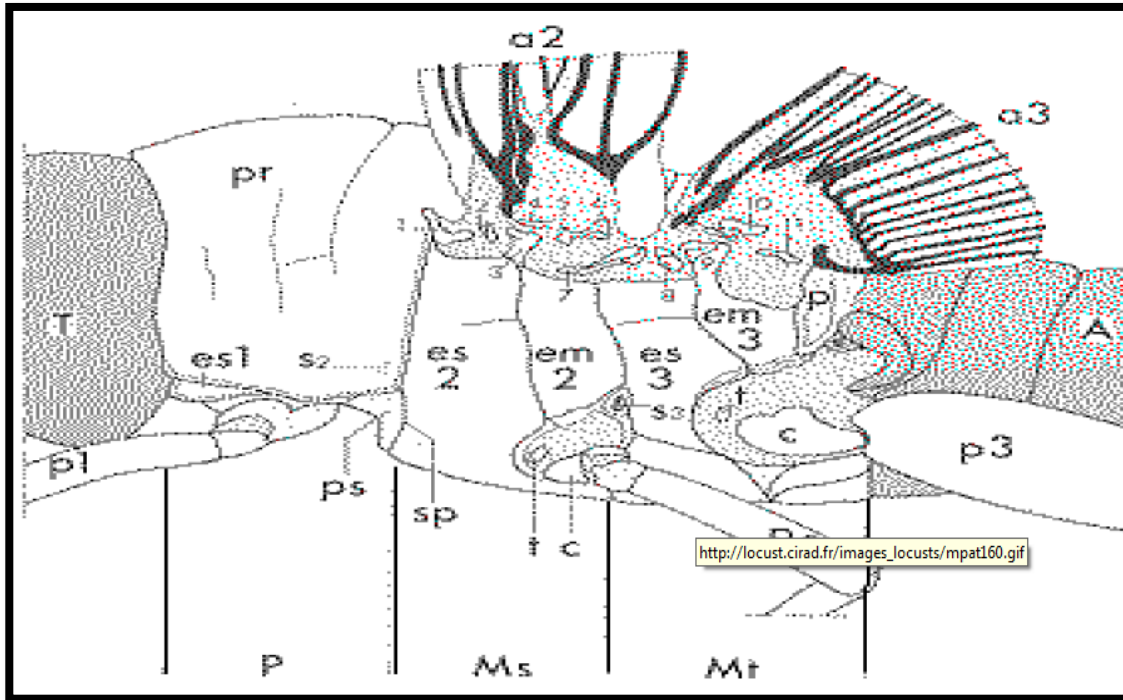 a2
a3
pr
T
es1
s2
es
2
em
2
es
3
em
3
p
A
s3
f
c
p1
p3
ps
sp
f
c
http://locust.cirad.fr/images_locusts/mpat160.gif
P
Ms
Mt